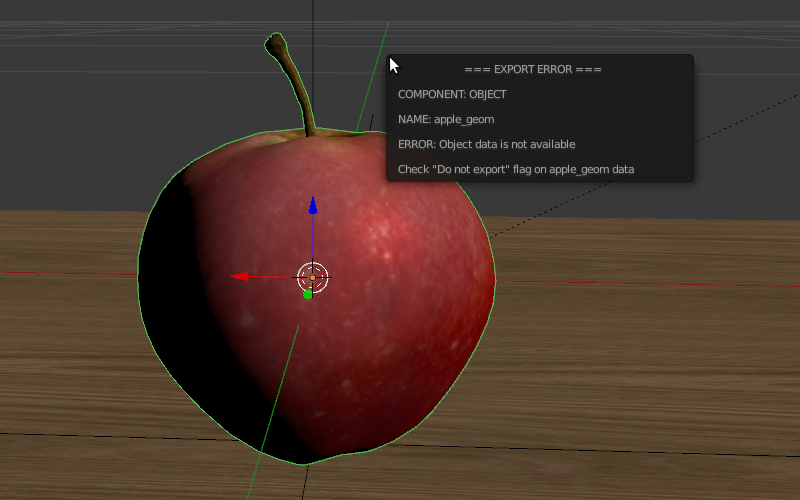 === EXPORT ERROR ===
COMPONENT: OBJECT
NAME: apple_geom
ERROR: Object data is not available
Check "Do not export" flag on apple_geom data